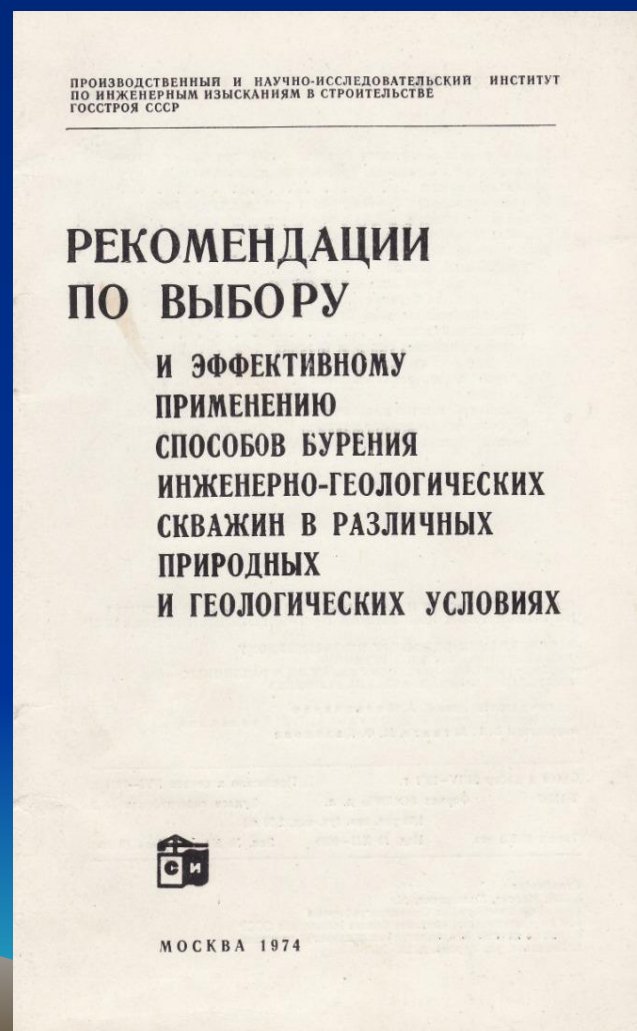 ПРОИЗВОДСТВЕННЫЙ И НАУЧНО-ИССЛЕДОВАТЕЛЬСКИЙ ИНСТИТУТ
ПО ИНЖЕНЕРНЫМ ИЗЫСКАНИЯМ В СТРОИТЕЛЬСТВЕ
ГОССТРОЯ СССР
РЕКОМЕНДАЦИИ
ПО ВЫБОРУ
И ЭФФЕКТИВНОМУ
ПРИМЕНЕНИЮ
СПОСОБОВ БУРЕНИЯ
ИНЖЕНЕРНО-ГЕОЛОГИЧЕСКИХ
СКВАЖИН В РАЗЛИЧНЫХ
ПРИРОДНЫХ
И ГЕОЛОГИЧЕСКИХ УСЛОВИЯХ
С И
МОСКВА 1974